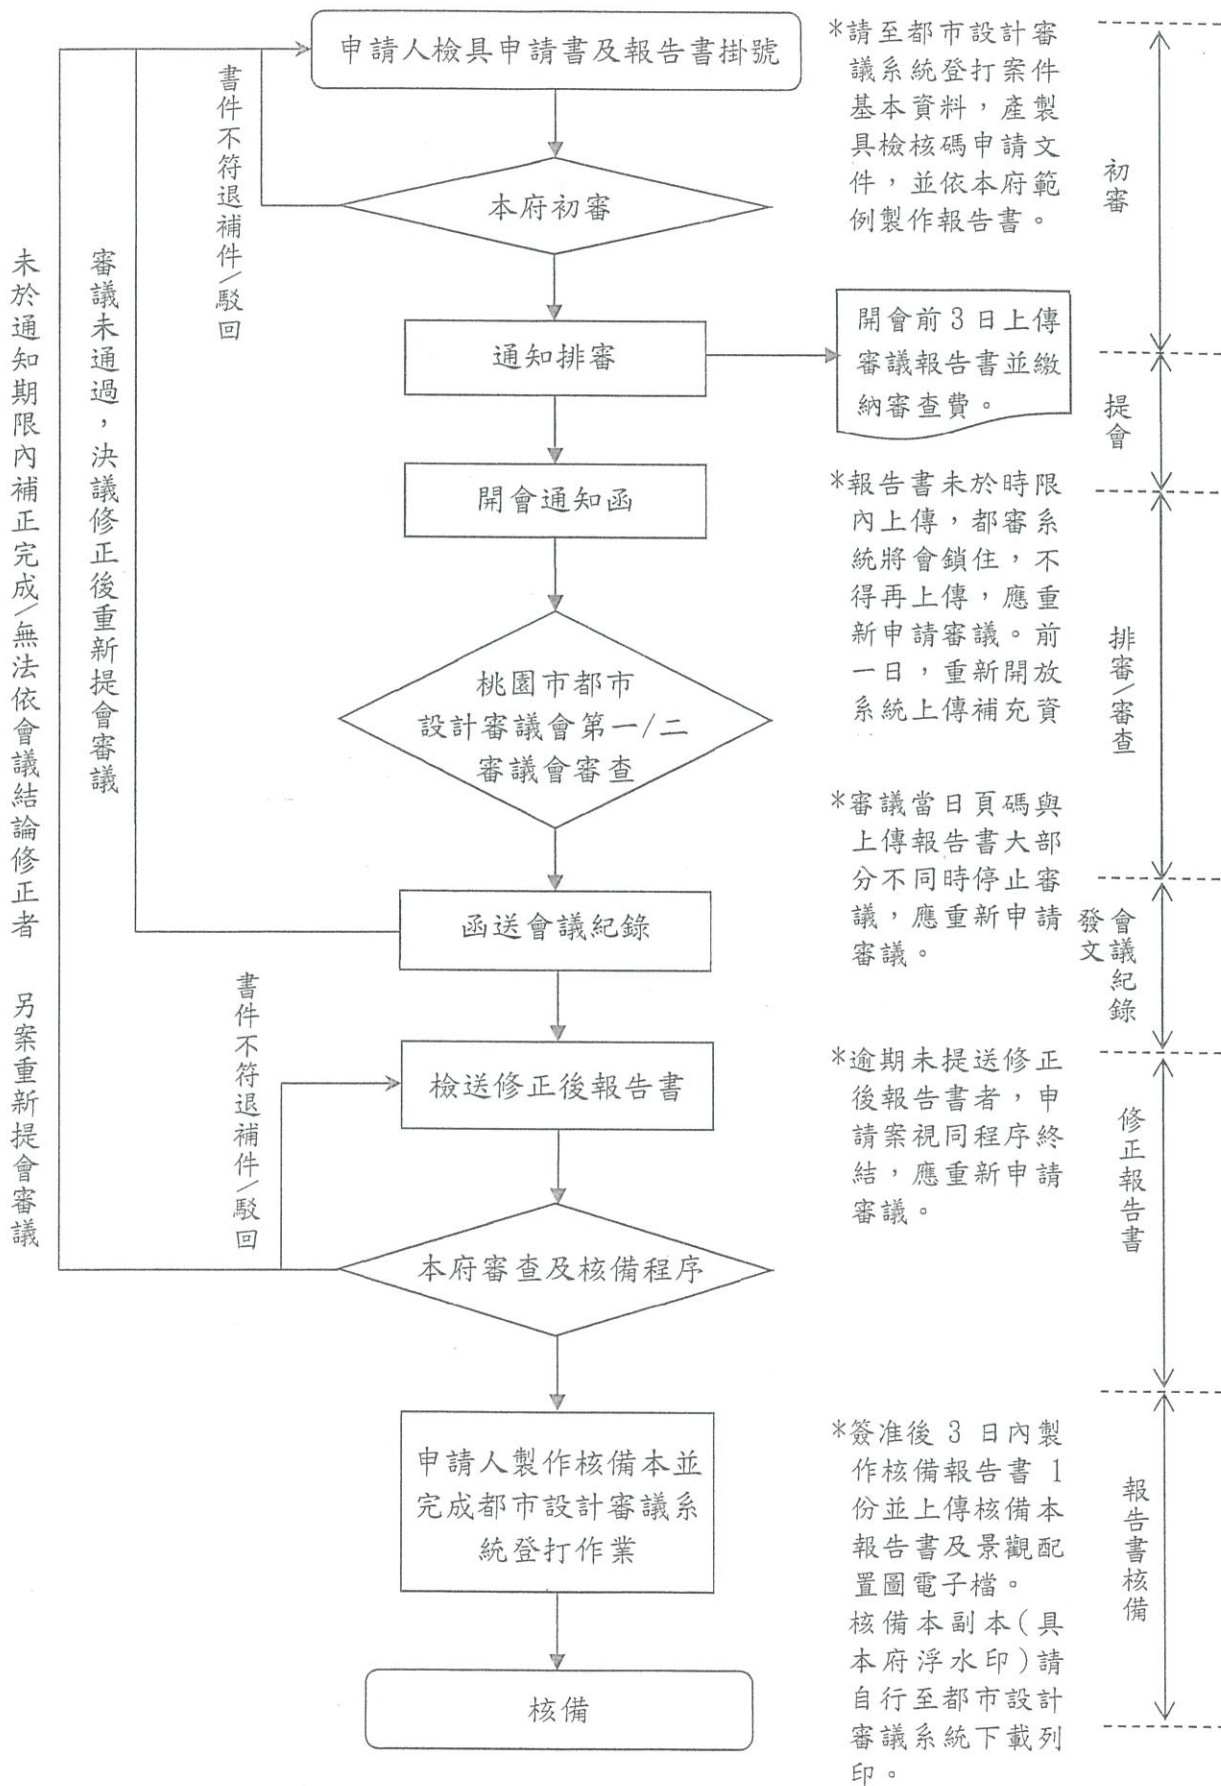 申請人檢具申請書及報告書掛號
書件不符退補件/駁回
本府初審
通知排審
開會前3日上傳
審議報告書並繳
納審查費。
開會通知函
桃園市都市
設計審議會第一/二
審議會審查
函送會議紀錄
審議未通過，決議修正後重新提會審議
檢送修正後報告書
書件不符退補件/駁回
本府審查及核備程序
未於通知期限內補正完成/無法依會議結論修正者 另案重新提會審議
申請人製作核備本並
完成都市設計審議系
統登打作業
核備
*請至都市設計審
議系統登打案件
基本資料，產製
具檢核碼申請文
件，並依本府範
例製作報告書。
*報告書未於時限
內上傳，都審系
統將會鎖住，不
得再上傳，應重
新申請審議。前
一日，重新開放
系統上傳補充資
*審議當日頁碼與
上傳報告書大部
分不同時停止審
議，應重新申請
審議。
*逾期未提送修正
後報告書者，申
請案視同程序終
結，應重新申請
審議。
*簽准後 3 日內製
作核備報告書 1
份並上傳核備本
報告書及景觀配
置圖電子檔。
核備本副本(具
本府浮水印)請
自行至都市設計
審議系統下載列
印。
初審
提會
排審/審查
會議紀錄
發文
修正報告書
報告書核備